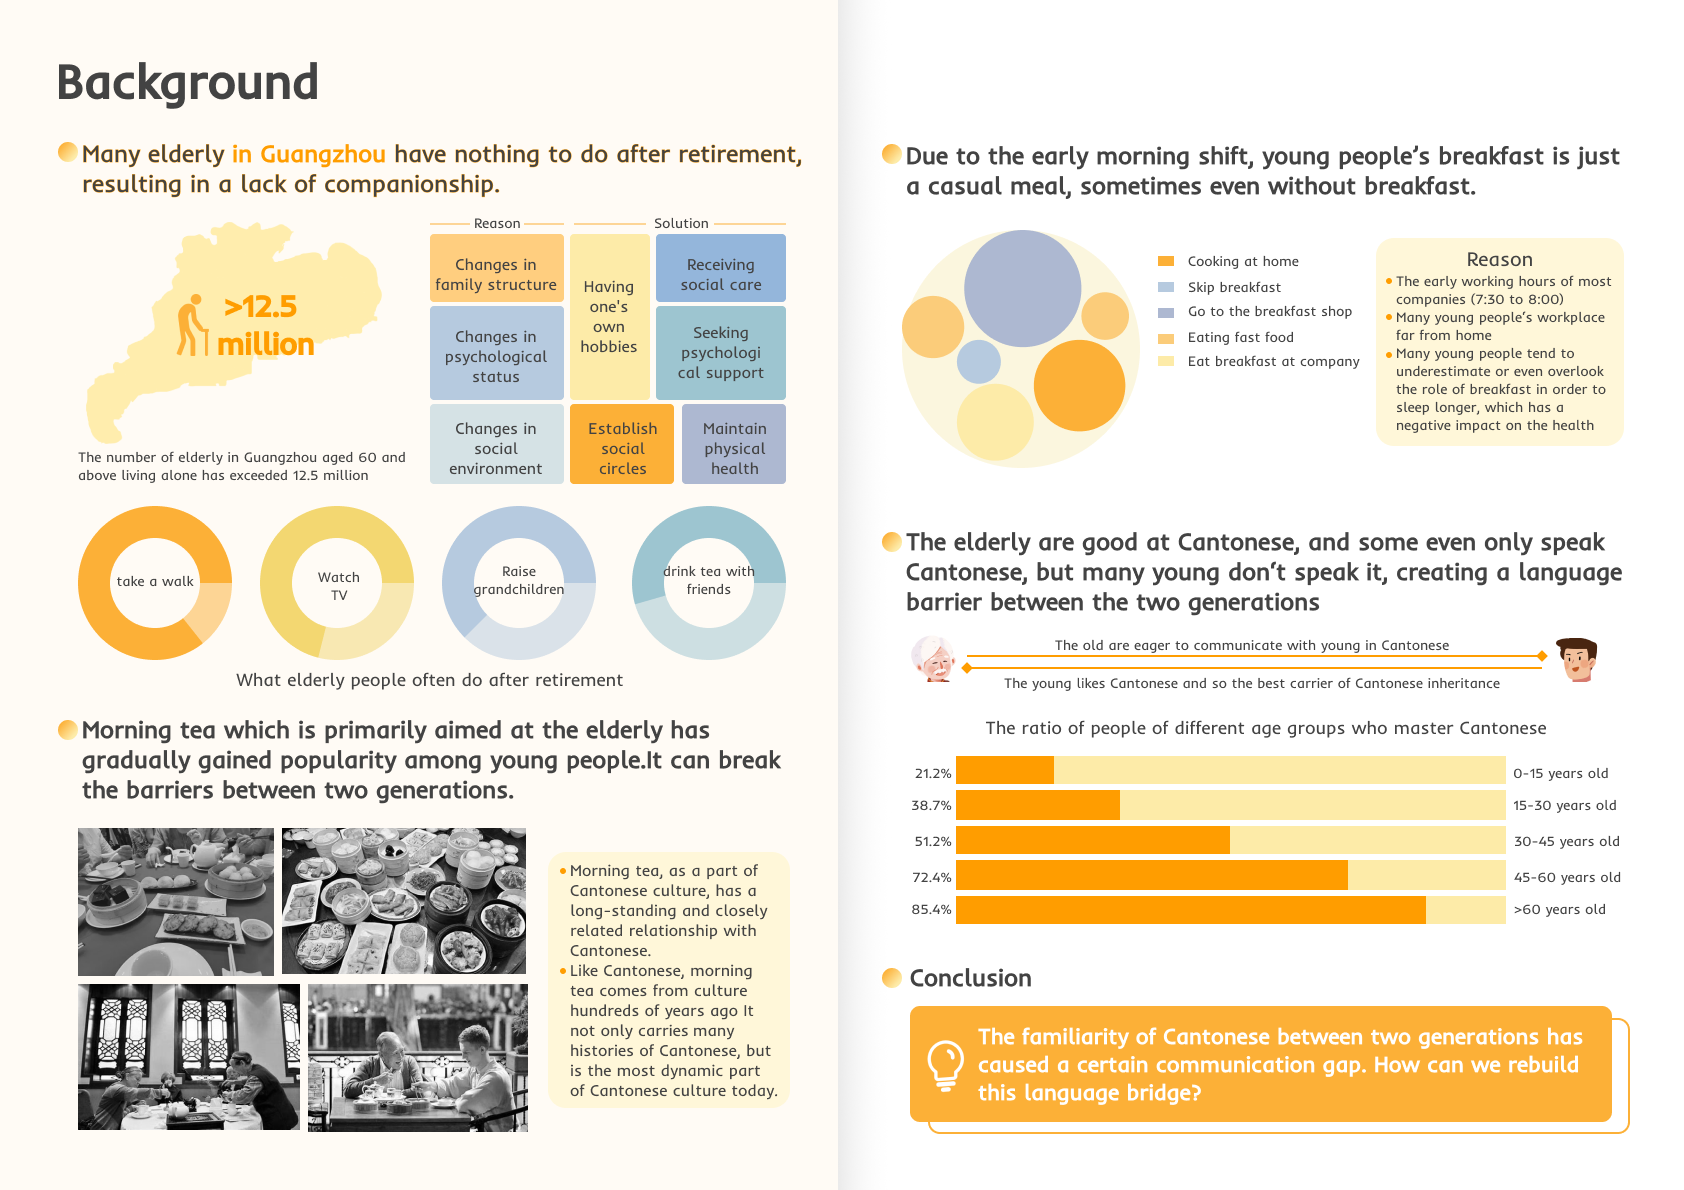 Background
Many elderly in Guangzhou have nothing to do after retirement,
resulting in a lack of companionship.
>12.5
million
The number of elderly in Guangzhou aged 60 and
above living alone has exceeded 12.5 million
Reason
Solution
Changes in
family structure
Changes in
psychological
status
Changes in
social
environment
Having
one's
own
hobbies
Receiving
social care
Seeking
psychologi
cal support
Establish
social
circles
Maintain
physical
health
take a walk
Watch
TV
Raise
grandchildren
drink tea with
friends
What elderly people often do after retirement
Morning tea which is primarily aimed at the elderly has
gradually gained popularity among young people.It can break
the barriers between two generations.
Morning tea, as a part of
Cantonese culture, has a
long-standing and closely
related relationship with
Cantonese.
Like Cantonese, morning
tea comes from culture
hundreds of years ago It
not only carries many
histories of Cantonese, but
is the most dynamic part
of Cantonese culture today.
Due to the early morning shift, young people’s breakfast is just
a casual meal, sometimes even without breakfast.
Cooking at home
Skip breakfast
Go to the breakfast shop
Eating fast food
Eat breakfast at company
Reason
The early working hours of most
companies (7:30 to 8:00)
Many young people’s workplace
far from home
Many young people tend to
underestimate or even overlook
the role of breakfast in order to
sleep longer, which has a
negative impact on the health
The elderly are good at Cantonese, and some even only speak
Cantonese, but many young don‘t speak it, creating a language
barrier between the two generations
The old are eager to communicate with young in Cantonese
The young likes Cantonese and so the best carrier of Cantonese inheritance
The ratio of people of different age groups who master Cantonese
21.2% 0-15 years old
38.7% 15-30 years old
51.2% 30-45 years old
72.4% 45-60 years old
85.4% >60 years old
Conclusion
The familiarity of Cantonese between two generations has
caused a certain communication gap. How can we rebuild
this language bridge?